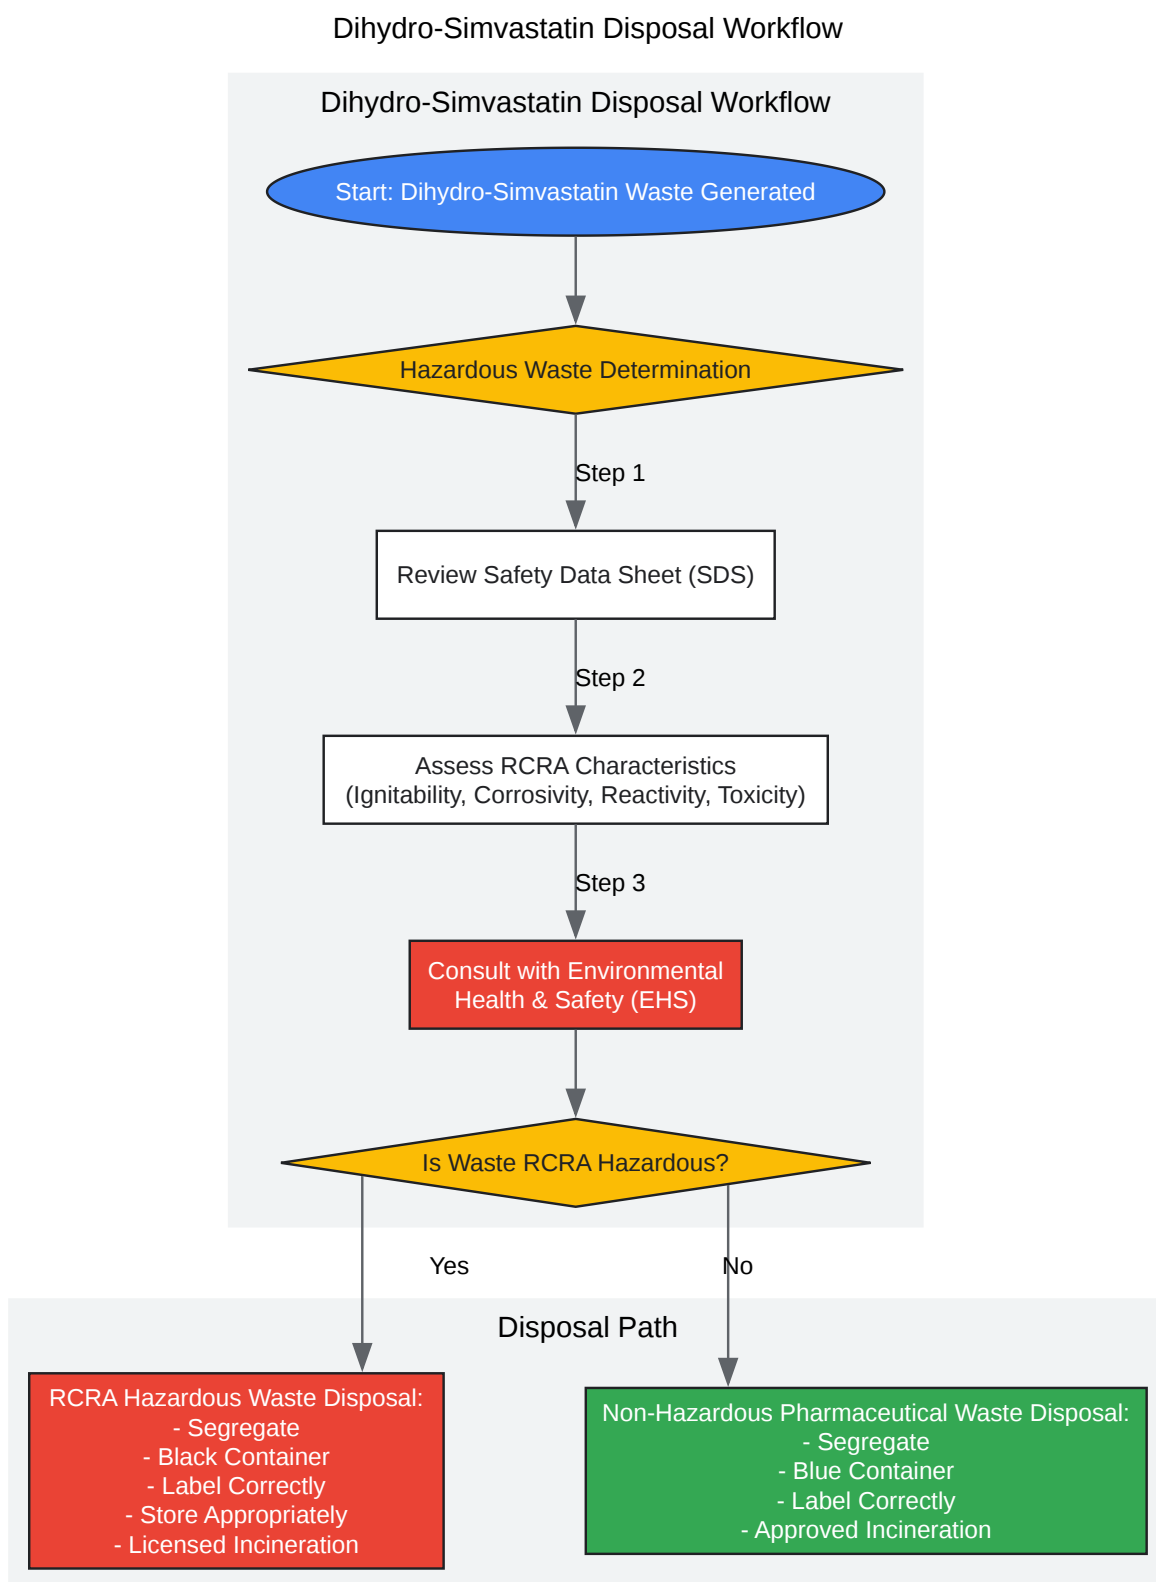 Dihydro-Simvastatin Disposal Workflow
Dihydro-Simvastatin Disposal Workflow
Start: Dihydro-Simvastatin Waste Generated
Hazardous Waste Determination
Step 1
Review Safety Data Sheet (SDS)
Step 2
Assess RCRA Characteristics
(Ignitability, Corrosivity, Reactivity, Toxicity)
Step 3
Consult with Environmental
Health & Safety (EHS)
Is Waste RCRA Hazardous?
Yes
No
Disposal Path
RCRA Hazardous Waste Disposal:
- Segregate
- Black Container
- Label Correctly
- Store Appropriately
- Licensed Incineration
Non-Hazardous Pharmaceutical Waste Disposal:
- Segregate
- Blue Container
- Label Correctly
- Approved Incineration